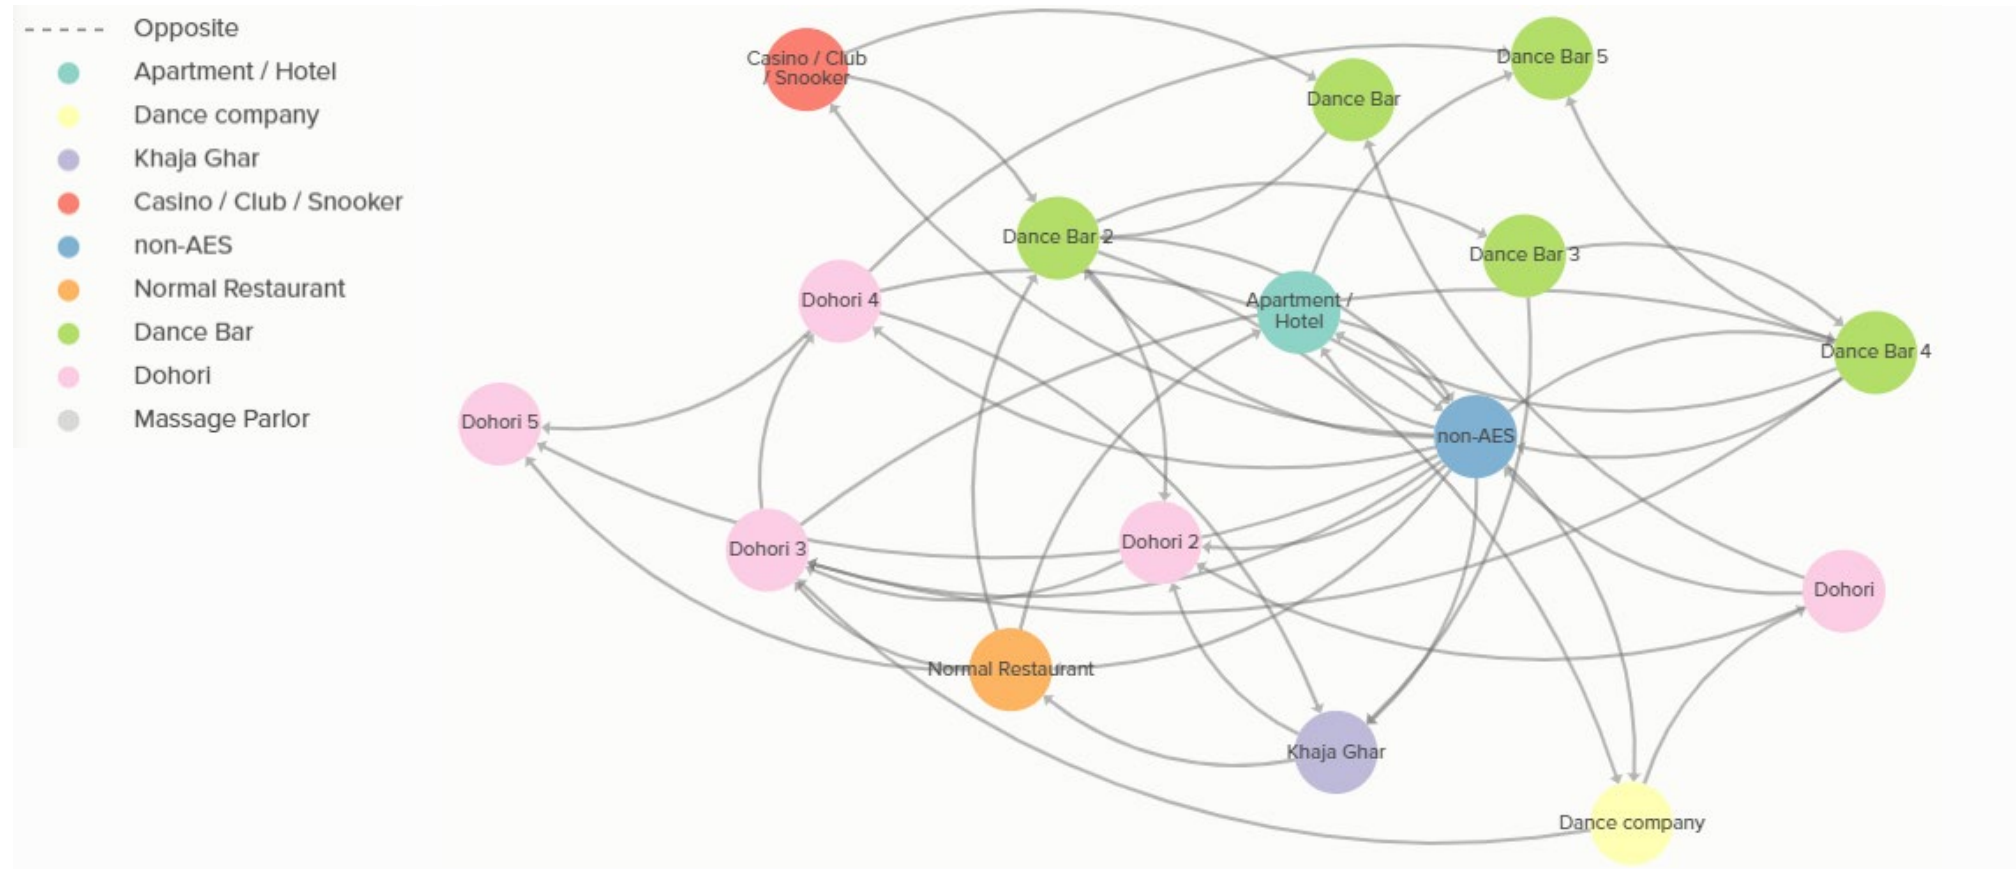 Opposite
Apartment / Hotel
Dance company
Khaja Ghar
Casino / Club / Snooker
non-AES
Normal Restaurant
Dance Bar
Dohori
Massage Parlor
Casino / Club
/ Snooker
Dance Bar 5
Dance Bar
Dance Bar 2
Dance Bar 3
Dohori 4
Apartment /
Hotel
Dance Bar 4
Dohori 5
non-AES
Dohori 3
Dohori 2
Dohori
Normal Restaurant
Khaja Ghar
Dance company